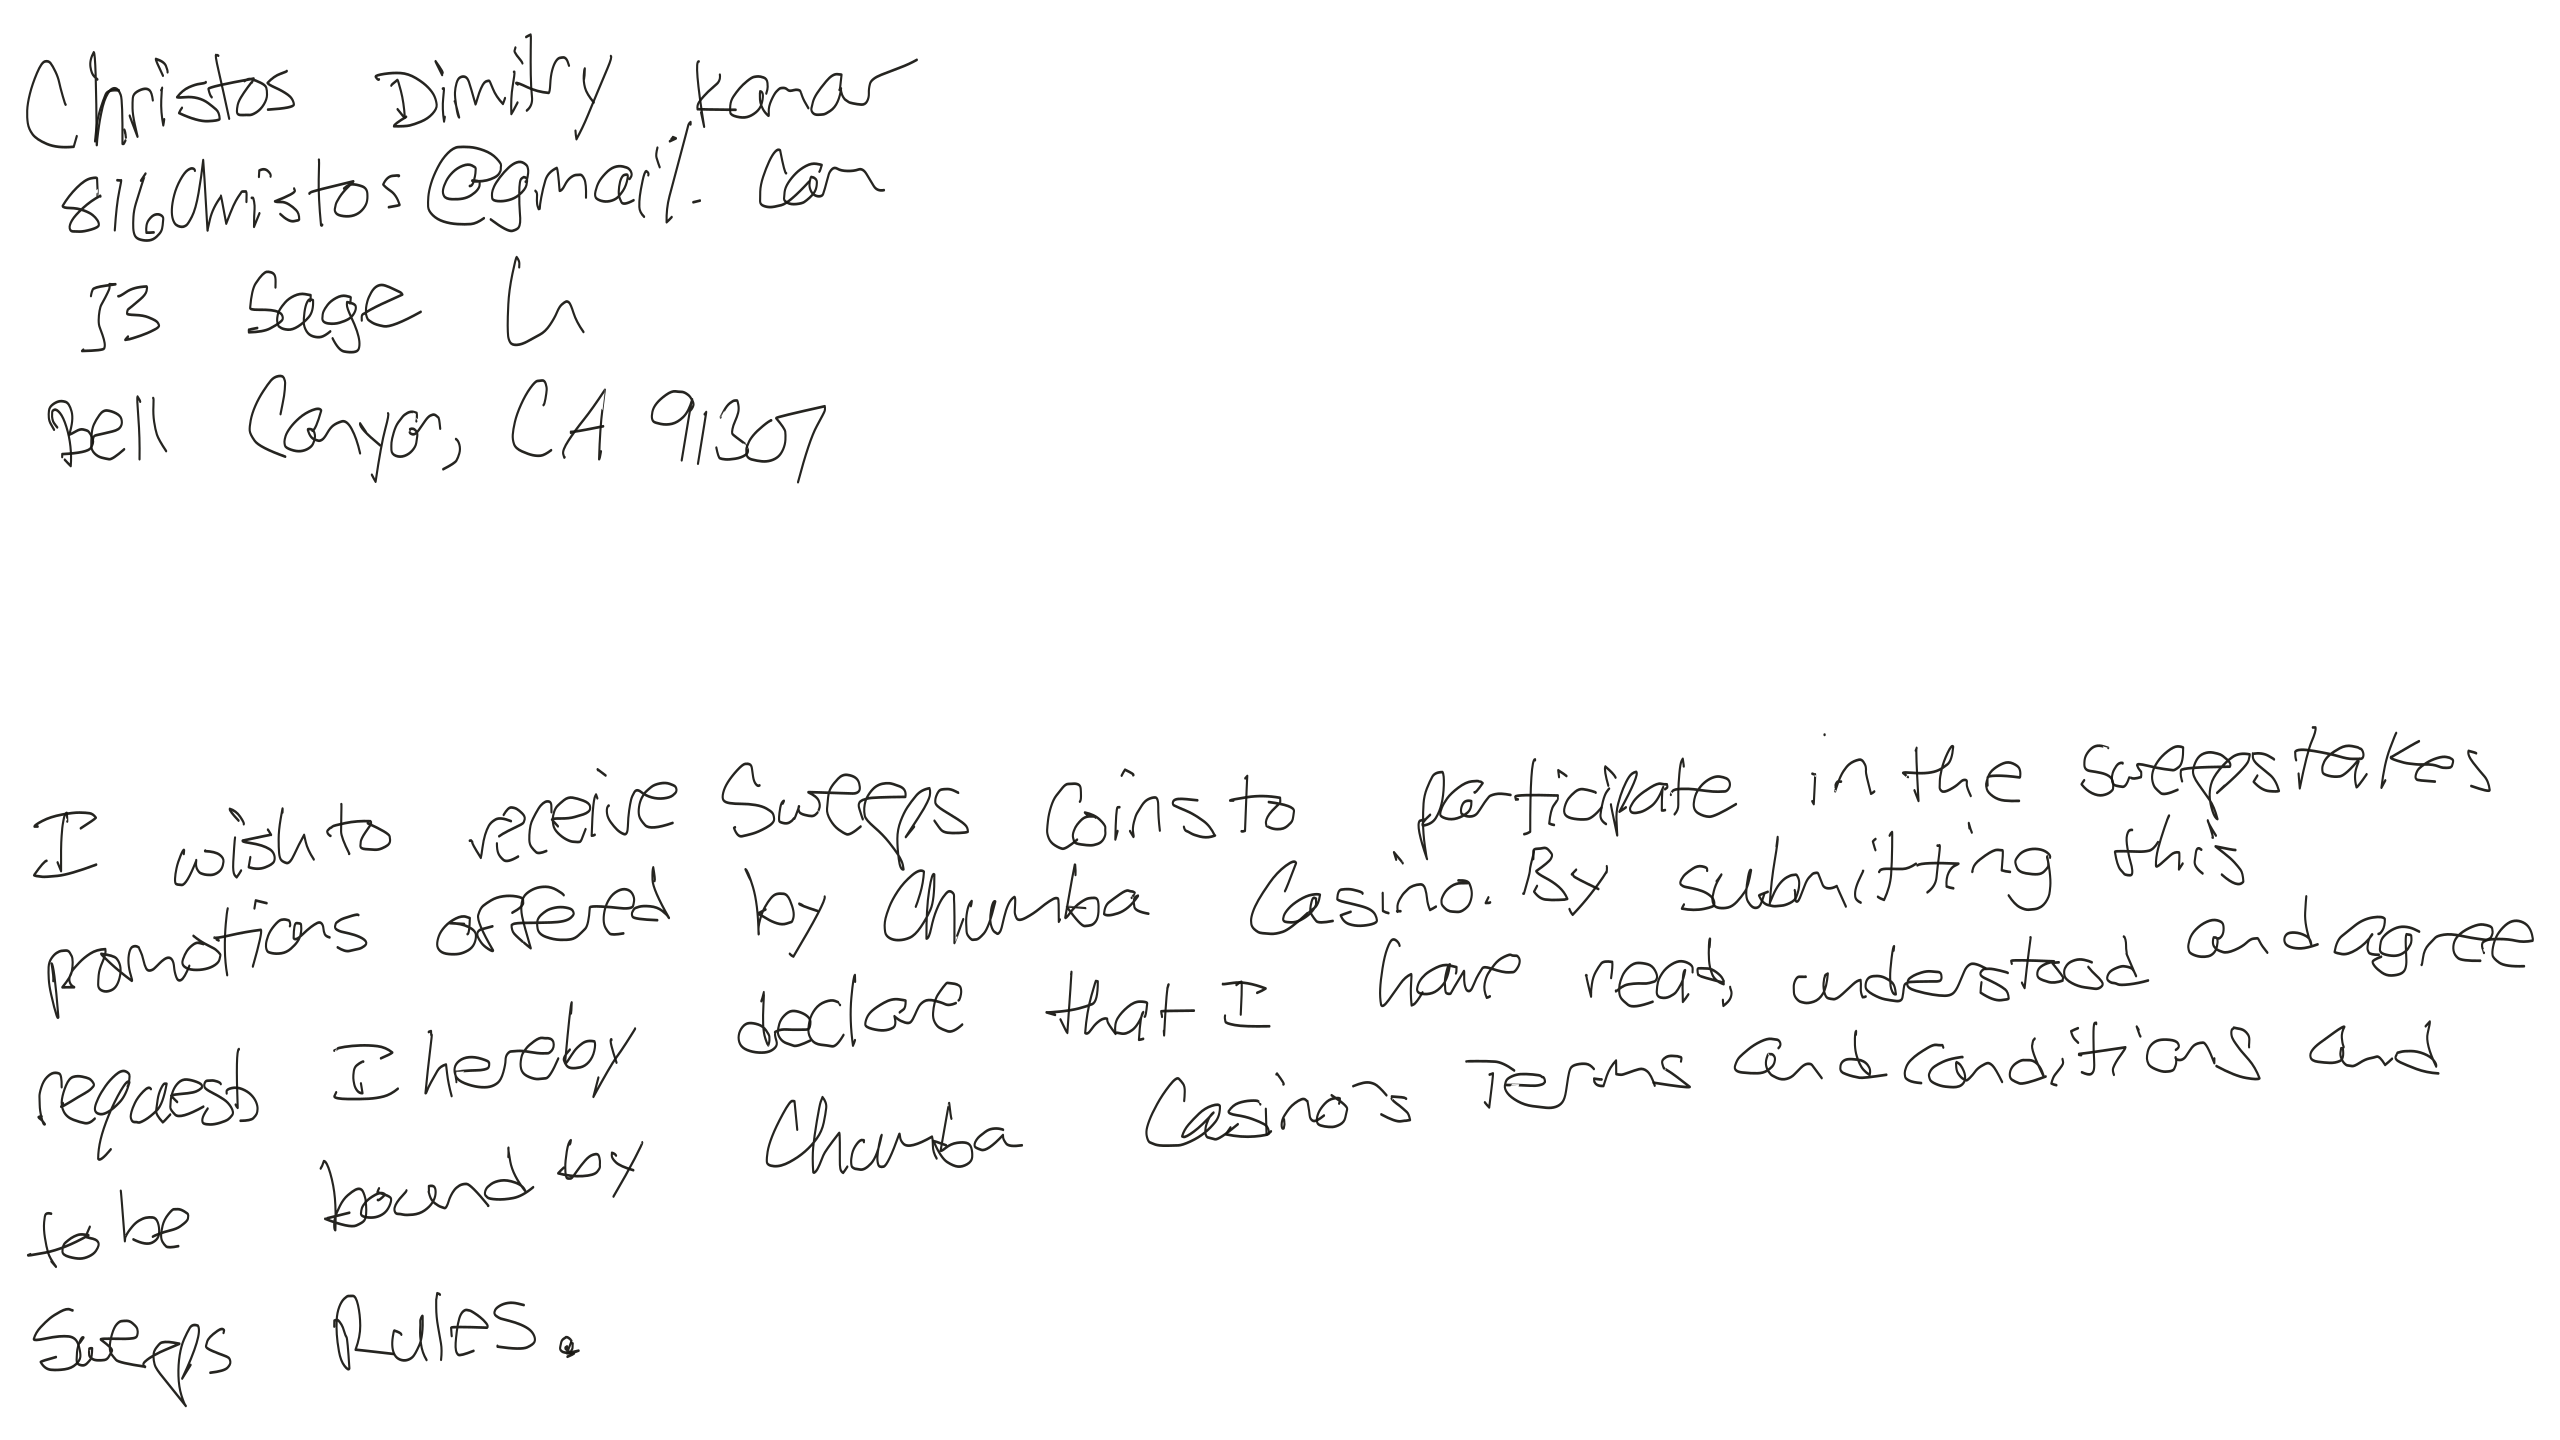 Christos Dimitry Kanar
816Christos@gmail.com
13 Sage Ln
Bell Canyon, CA 91307
I wish to receive Sweeps Coins to participate in the sweepstakes
promotions offered by Chumba Casino. By submitting this
request I hereby declare that I have read, understood and agree
to be bound by Chumba Casino's Terms and conditions and
Sweeps Rules.